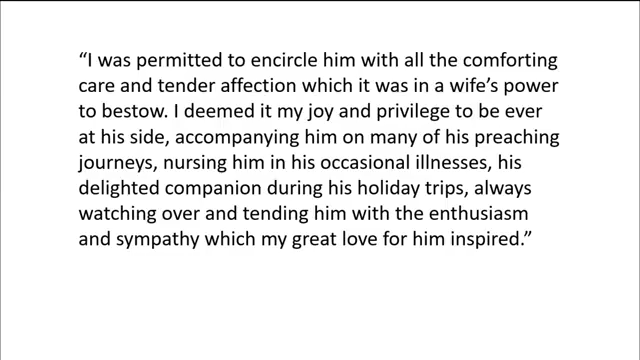 “I was permitted to encircle him with all the comforting
care and tender affection which it was in a wife’s power
to bestow. I deemed it my joy and privilege to be ever
at his side, accompanying him on many of his preaching
journeys, nursing him in his occasional illnesses, his
delighted companion during his holiday trips, always
watching over and tending him with the enthusiasm
and sympathy which my great love for him inspired.”